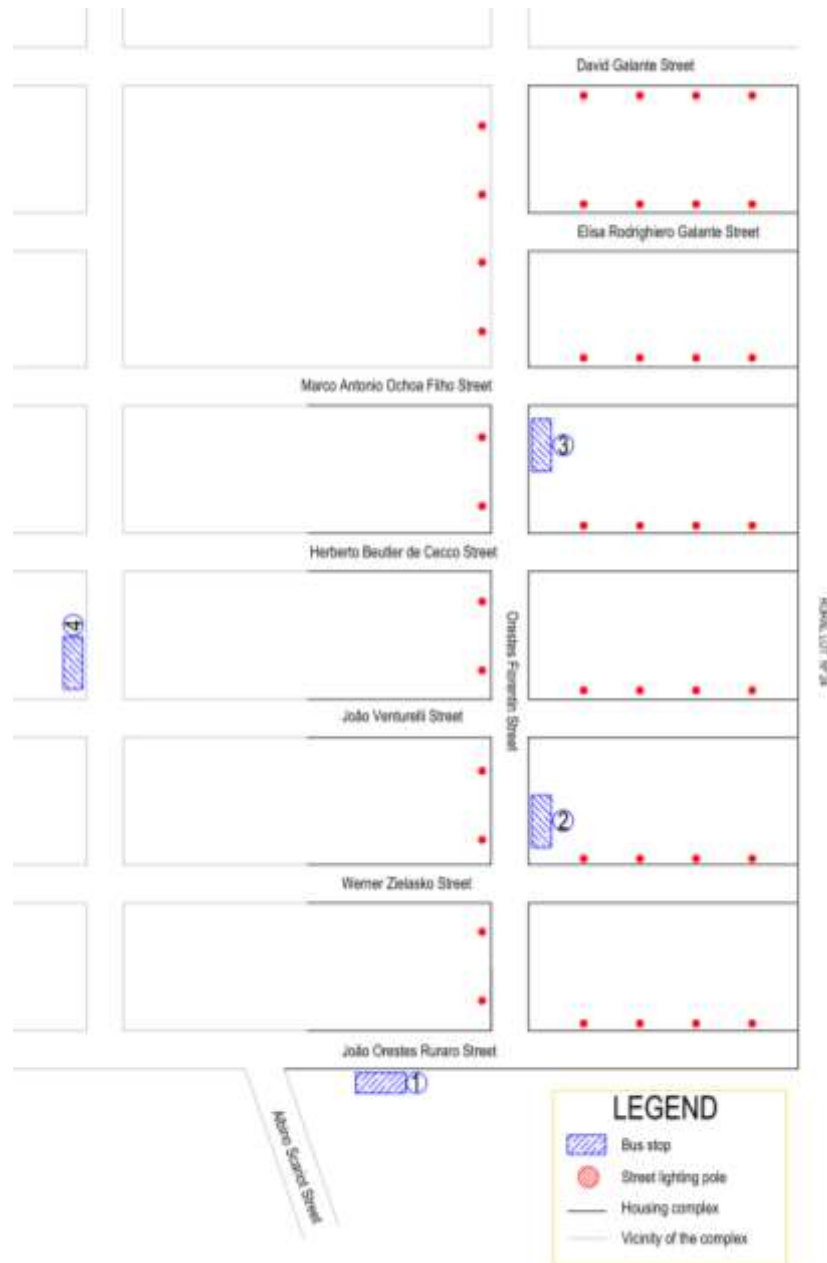 David Galante Street
Elisa Rodrighiero Galante Street
Marco Antonio Ochoa Filho Street
3
Herberto Beutler de Cecco Street
4
Orestes Fiorentin Street
João Venturelli Street
2
Werner Zielasko Street
João Orestes Ruraro Street
1
Albino Scariot Street
LEGEND
Bus stop
Street lighting pole
Housing complex
Vicinity of the complex